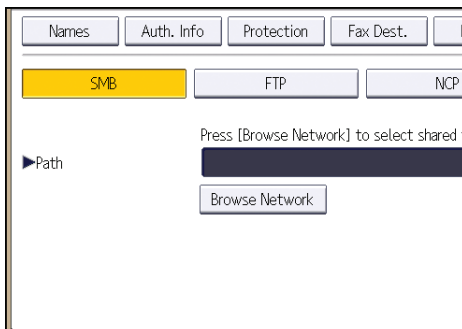 Names Auth. Info Protection Fax Dest.
SMB FTP NCP
Press [Browse Network] to select shared
▶Path
Browse Network